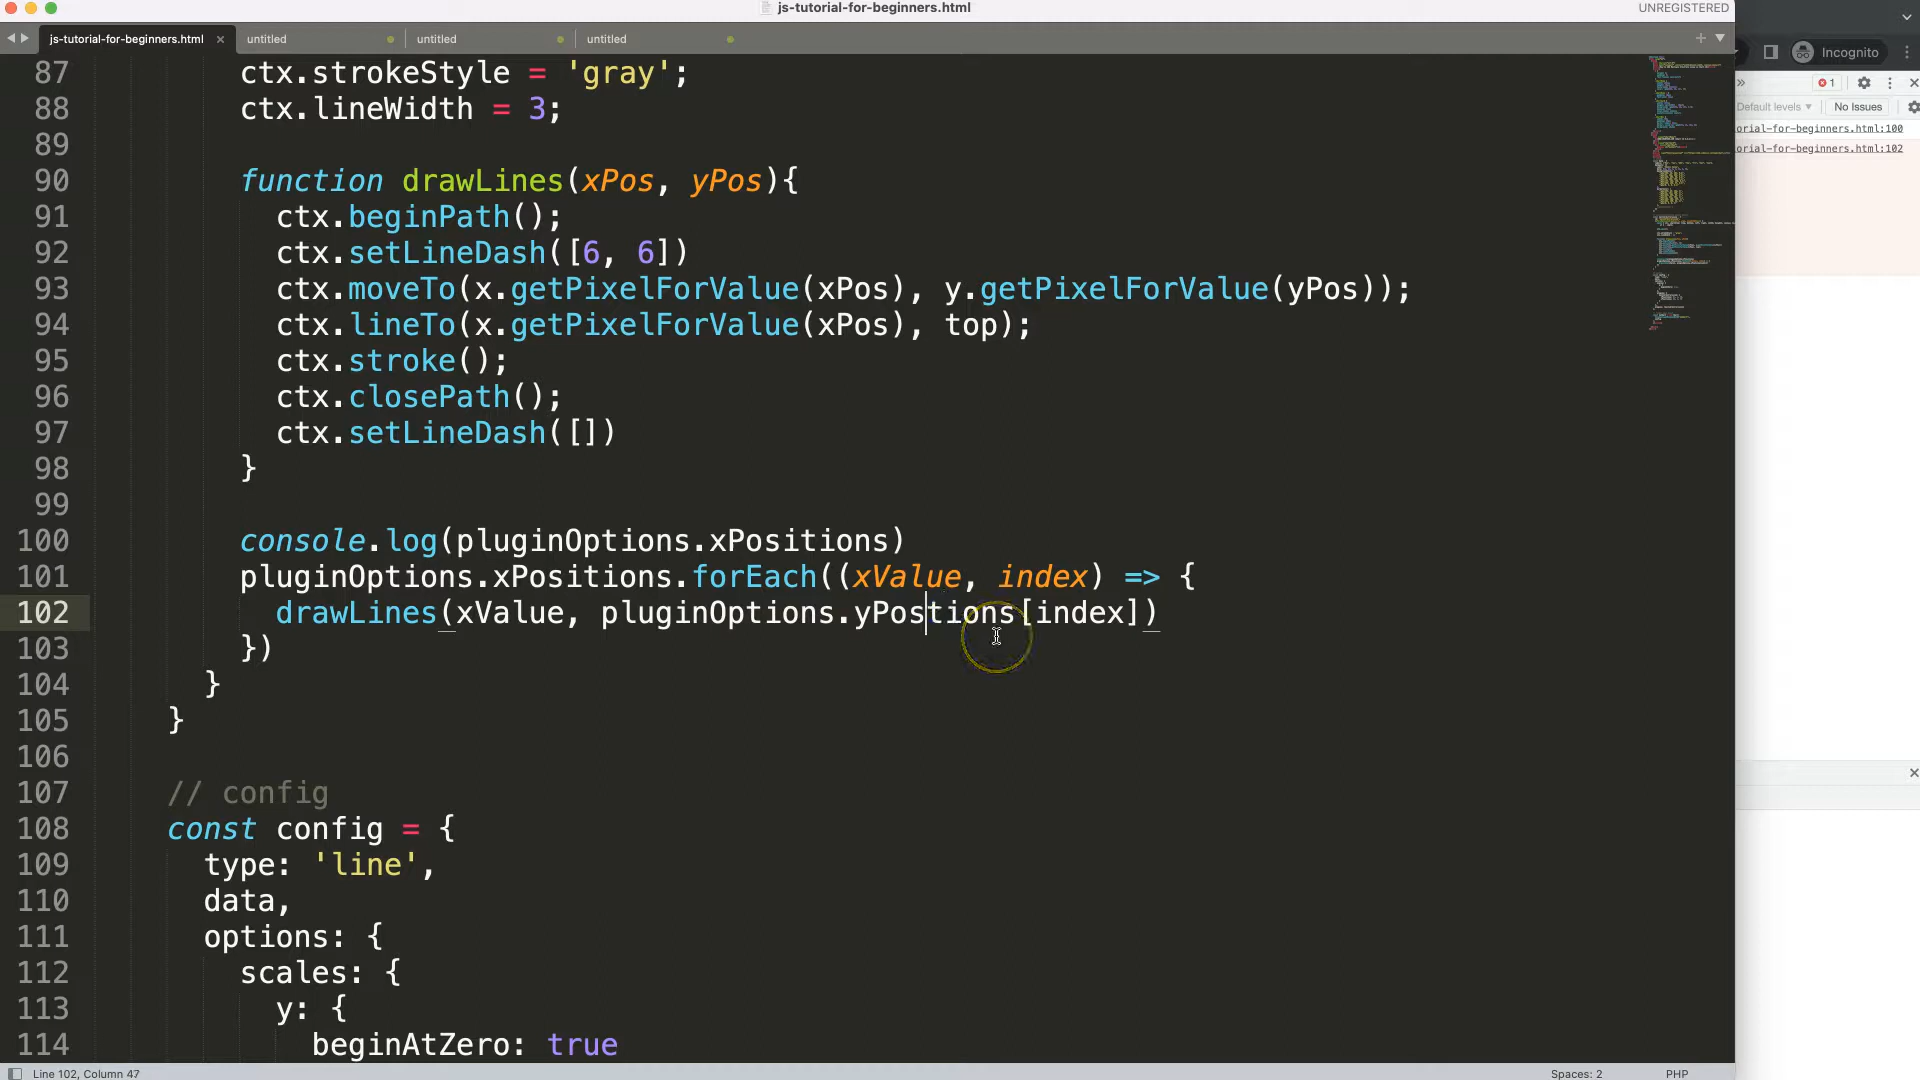 js-tutorial-for-beginners.html
UNREGISTERED
js-tutorial-for-beginners.html × untitled untitled untitled
Incognito
1
Default levels No Issues
orial-for-beginners.html:100
orial-for-beginners.html:102
87 ctx.strokeStyle = 'gray';
88 ctx.lineWidth = 3;
89
90 function drawLines(xPos, yPos){
91 ctx.beginPath();
92 ctx.setLineDash([6, 6])
93 ctx.moveTo(x.getPixelForValue(xPos), y.getPixelForValue(yPos));
94 ctx.lineTo(x.getPixelForValue(xPos), top);
95 ctx.stroke();
96 ctx.closePath();
97 ctx.setLineDash([])
98 }
99
100 console.log(pluginOptions.xPositions)
101 pluginOptions.xPositions.forEach((xValue, index) => {
102 drawLines(xValue, pluginOptions.yPostions[index])
103 })
104 }
105 }
106
107 // config
108 const config = {
109 type: 'line',
110 data,
111 options: {
112 scales: {
113 y: {
114 beginAtZero: true
Line 102, Column 47
Spaces: 2
PHP